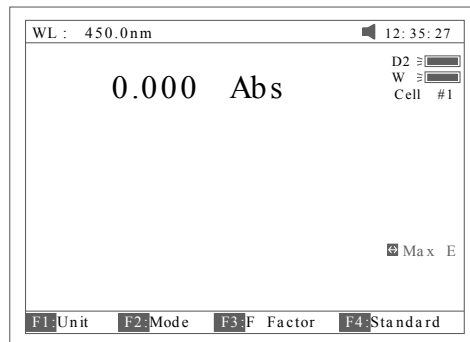 WL : 450.0nm 12:35:27
0.000 Abs
D2
W
Cell #1
Max E
F1:Unit F2:Mode F3:F Factor F4:Standard